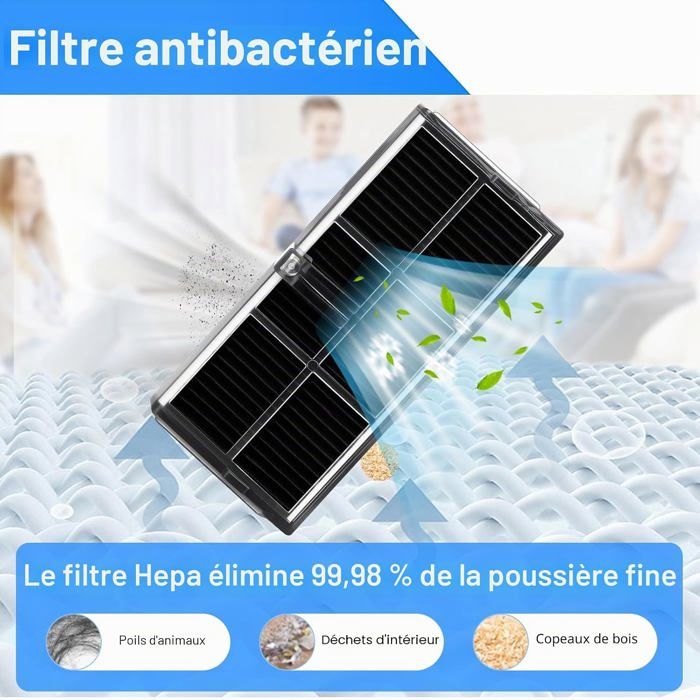 Filtre antibactérien
Le filtre Hepa élimine 99,98 % de la poussière fine
Poils d'animaux
Déchets d'intérieur
Copeaux de bois